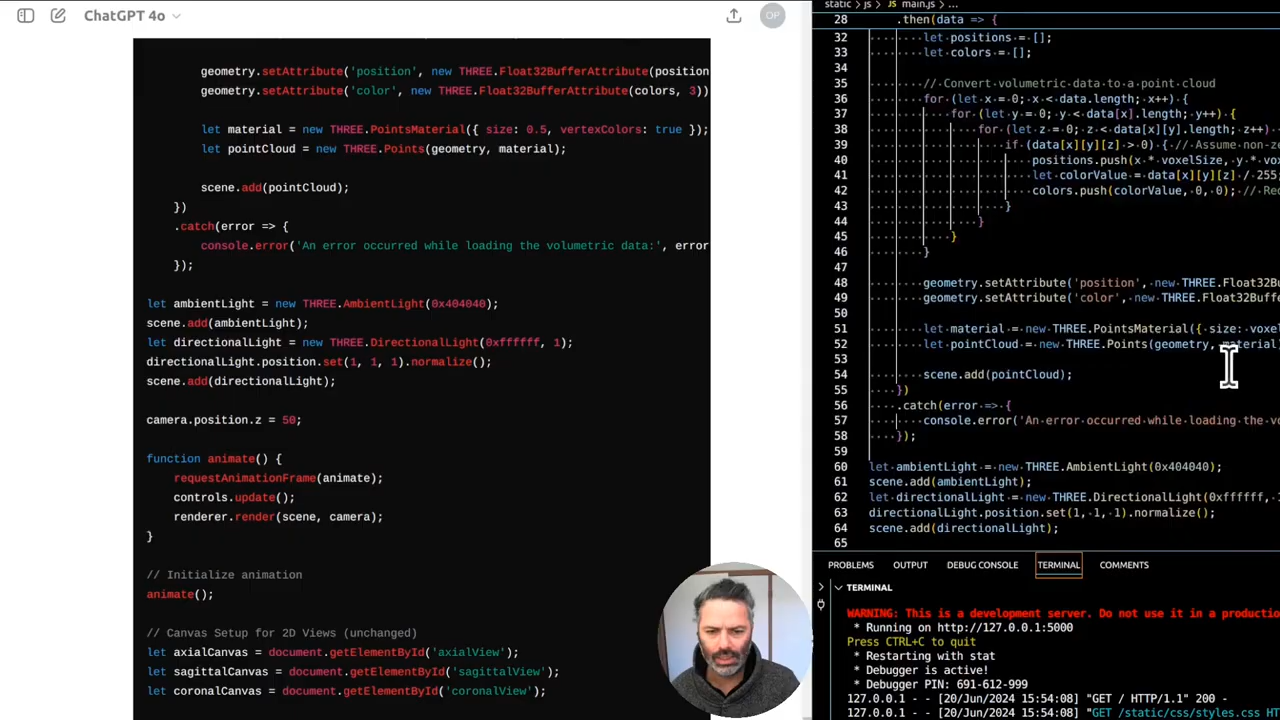 ChatGPT 4o
OP
geometry.setAttribute('position', new THREE.Float32BufferAttribute(position
geometry.setAttribute('color', new THREE.Float32BufferAttribute(colors, 3))
let material = new THREE.PointsMaterial({ size: 0.5, vertexColors: true });
let pointCloud = new THREE.Points(geometry, material);
scene.add(pointCloud);
})
.catch(error => {
console.error('An error occurred while loading the volumetric data:', error
});
let ambientLight = new THREE.AmbientLight(0x404040);
scene.add(ambientLight);
let directionalLight = new THREE.DirectionalLight(0xffffff, 1);
directionalLight.position.set(1, 1, 1).normalize();
scene.add(directionalLight);
camera.position.z = 50;
function animate() {
requestAnimationFrame(animate);
controls.update();
renderer.render(scene, camera);
}
// Initialize animation
animate();
// Canvas Setup for 2D Views (unchanged)
let axialCanvas = document.getElementById('axialView');
let sagittalCanvas = document.getElementById('sagittalView');
let coronalCanvas = document.getElementById('coronalView');
static > js > main.js > ...
28 .then(data => {
32 let positions = [];
33 let colors = [];
34
35 // Convert volumetric data to a point cloud
36 for (let x = 0; x < data.length; x++) {
37 for (let y = 0; y < data[x].length; y++) {
38 for (let z = 0; z < data[x][y].length; z++)
39 if (data[x][y][z] > 0) { // Assume non-ze
40 positions.push(x * voxelSize, y * vo
41 let colorValue = data[x][y][z] / 255;
42 colors.push(colorValue, 0, 0); // Red
43 }
44 }
45 }
46 }
47
48 geometry.setAttribute('position', new THREE.Float32Bu
49 geometry.setAttribute('color', new THREE.Float32Buffe
50
51 let material = new THREE.PointsMaterial({ size: voxel
52 let pointCloud = new THREE.Points(geometry, material)
53
54 scene.add(pointCloud);
55 })
56 .catch(error => {
57 console.error('An error occurred while loading the vo
58 });
59
60 let ambientLight = new THREE.AmbientLight(0x404040);
61 scene.add(ambientLight);
62 let directionalLight = new THREE.DirectionalLight(0xffffff, 1
63 directionalLight.position.set(1, 1, 1).normalize();
64 scene.add(directionalLight);
65
PROBLEMS OUTPUT DEBUG CONSOLE TERMINAL COMMENTS
TERMINAL
WARNING: This is a development server. Do not use it in a productio
* Running on http://127.0.0.1:5000
Press CTRL+C to quit
* Restarting with stat
* Debugger is active!
* Debugger PIN: 691-612-999
127.0.0.1 - - [20/Jun/2024 15:54:08] "GET / HTTP/1.1" 200 -
127.0.0.1 - - [20/Jun/2024 15:54:08] "GET /static/css/styles.css HT